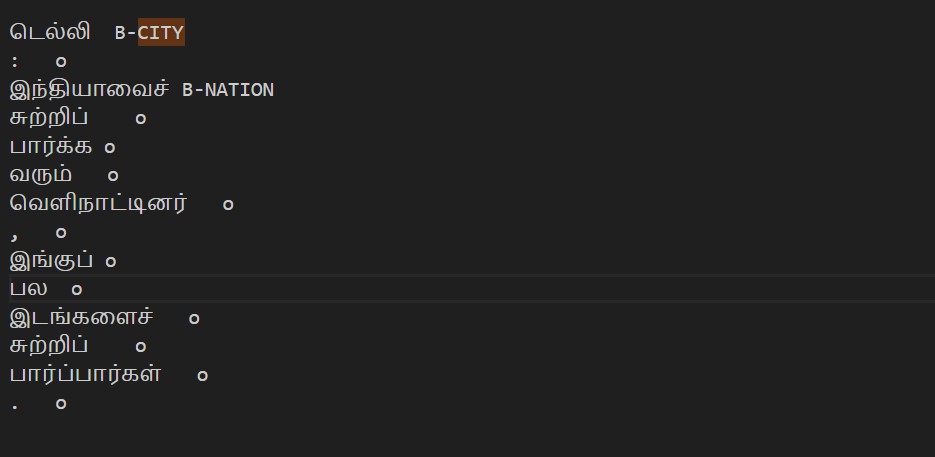 டெல்லி B-CITY
: o
இந்தியாவைச் B-NATION
சுற்றிப் o
பார்க்க o
வரும் o
வெளிநாட்டினர் o
, o
இங்குப் o
பல o
இடங்களைச் o
சுற்றிப் o
பார்ப்பார்கள் o
. o